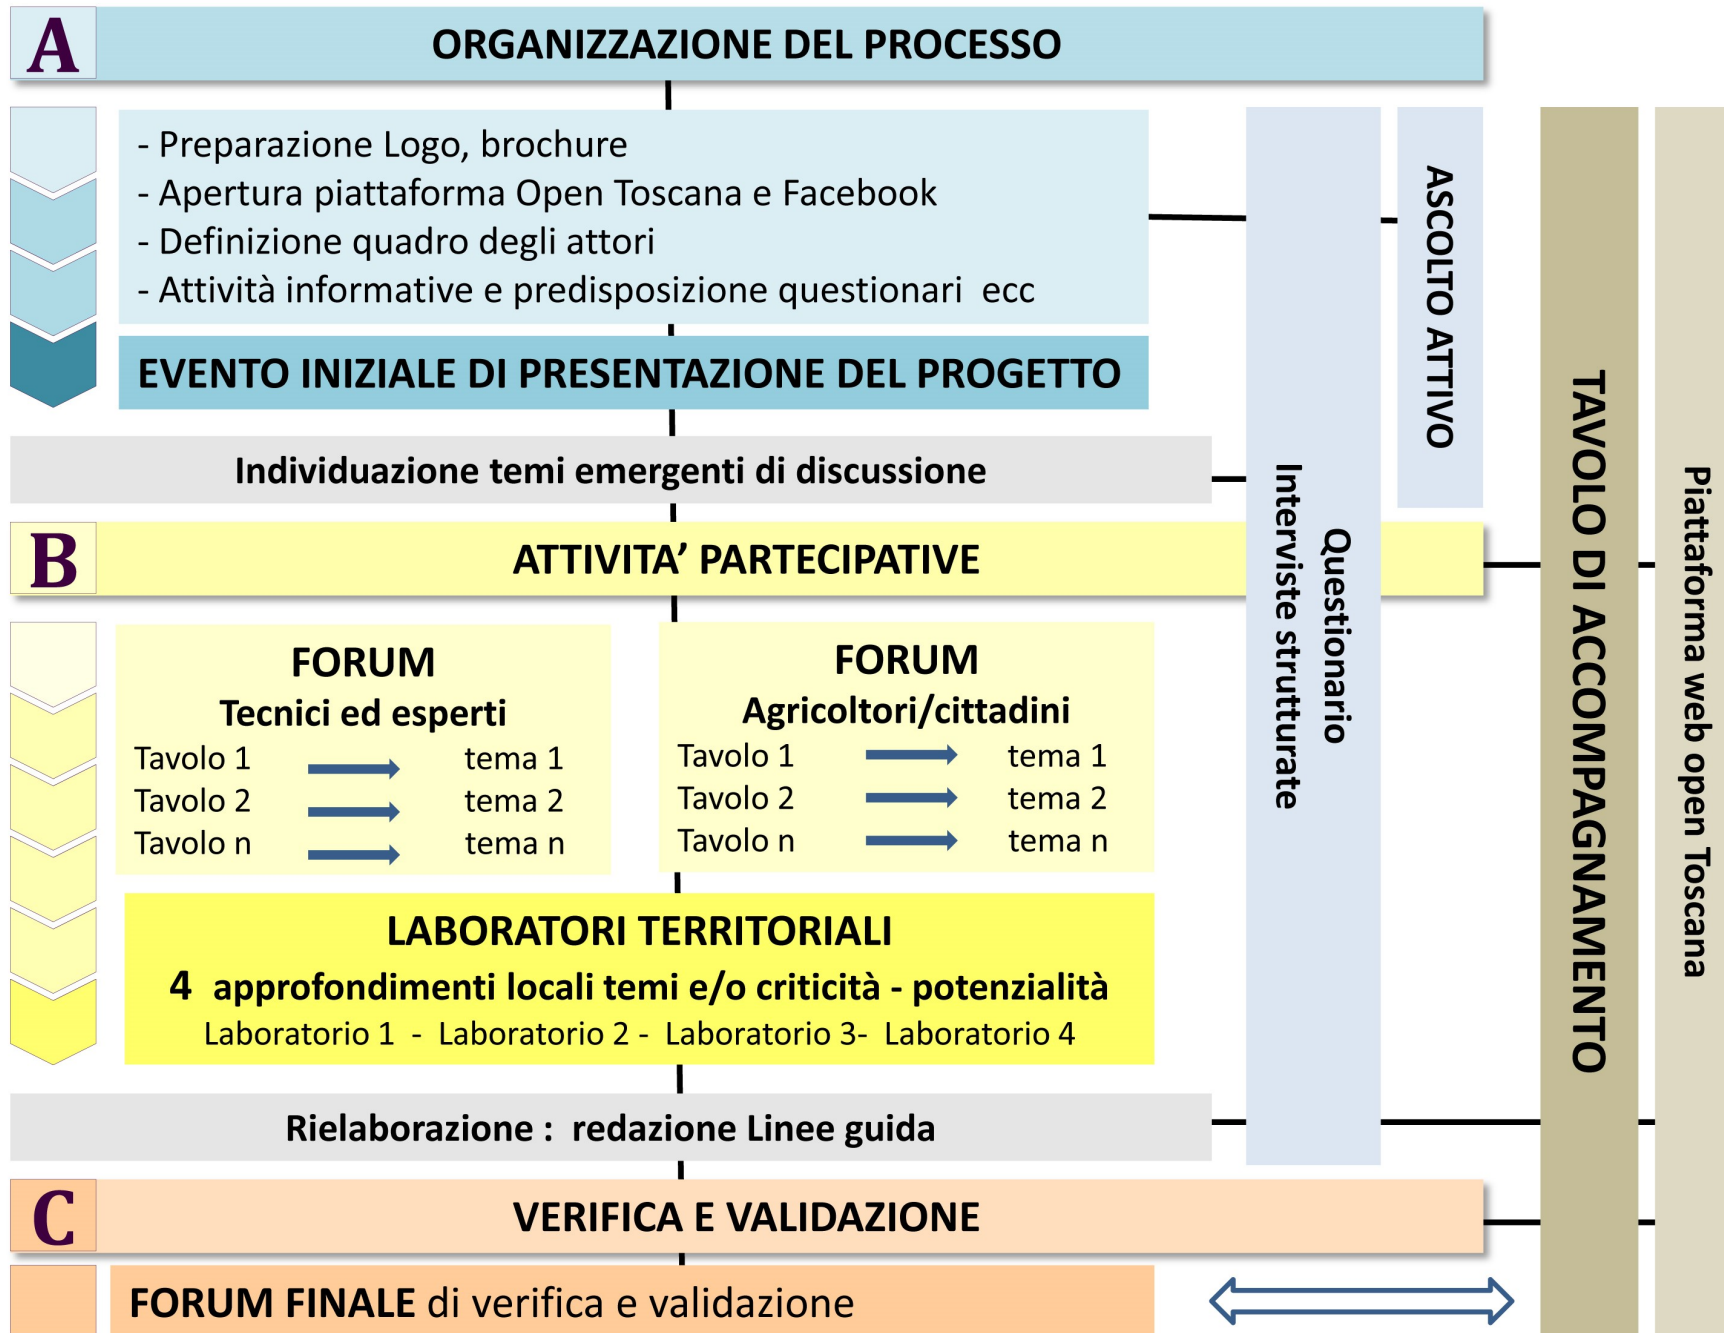 A
ORGANIZZAZIONE DEL PROCESSO
- Preparazione Logo, brochure
- Apertura piattaforma Open Toscana e Facebook
- Definizione quadro degli attori
- Attività informative e predisposizione questionari ecc
EVENTO INIZIALE DI PRESENTAZIONE DEL PROGETTO
Individuazione temi emergenti di discussione
B
ATTIVITA' PARTECIPATIVE
FORUM
Tecnici ed esperti
Tavolo 1 tema 1
Tavolo 2 tema 2
Tavolo n tema n
FORUM
Agricoltori/cittadini
Tavolo 1 tema 1
Tavolo 2 tema 2
Tavolo n tema n
LABORATORI TERRITORIALI
4 approfondimenti locali temi e/o criticità - potenzialità
Laboratorio 1 - Laboratorio 2 - Laboratorio 3- Laboratorio 4
Rielaborazione : redazione Linee guida
C
VERIFICA E VALIDAZIONE
FORUM FINALE di verifica e validazione
Questionario
Interviste strutturate
ASCOLTO ATTIVO
TAVOLO DI ACCOMPAGNAMENTO
Piattaforma web open Toscana